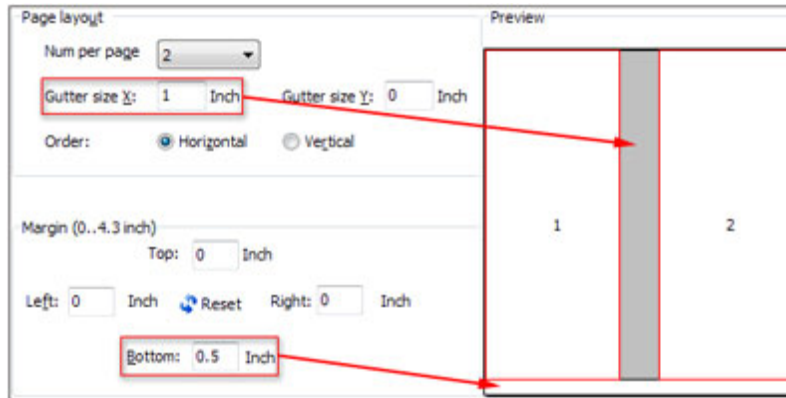 Page layout
Num per page 2
Gutter size X: 1 Inch Gutter size Y: 0 Inch
Order: Horizontal Vertical
Margin (0..4.3 inch)
Top: 0 Inch
Left: 0 Inch Reset Right: 0 Inch
Bottom: 0.5 Inch
Preview
1 2